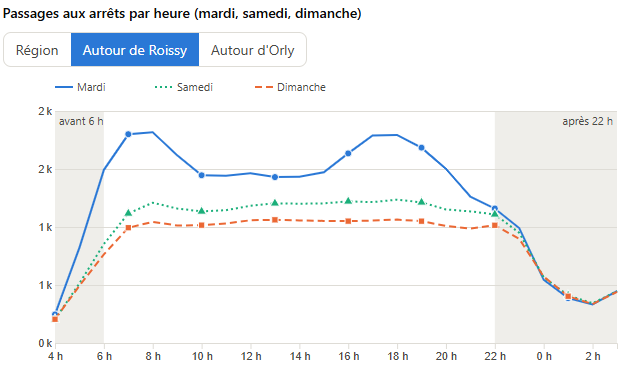 Passages aux arrêts par heure (mardi, samedi, dimanche)
Région Autour de Roissy Autour d'Orly
Mardi Samedi Dimanche
2 k
avant 6 h après 22 h
2 k
1 k
1 k
0 k
4 h 6 h 8 h 10 h 12 h 14 h 16 h 18 h 20 h 22 h 0 h 2 h